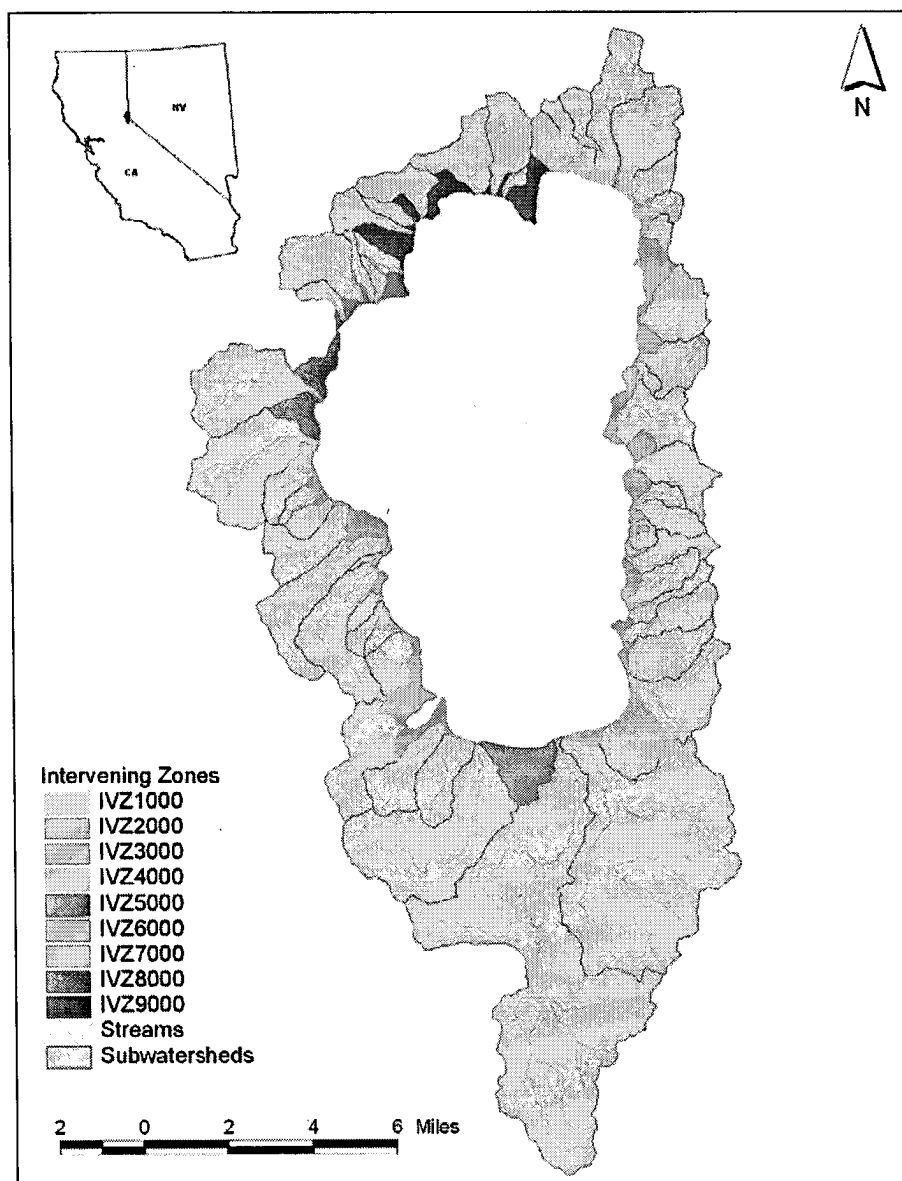 NV
CA
N
Intervening Zones
IVZ1000
IVZ2000
IVZ3000
IVZ4000
IVZ5000
IVZ6000
IVZ7000
IVZ8000
IVZ9000
Streams
Subwatersheds
2 0 2 4 6 Miles